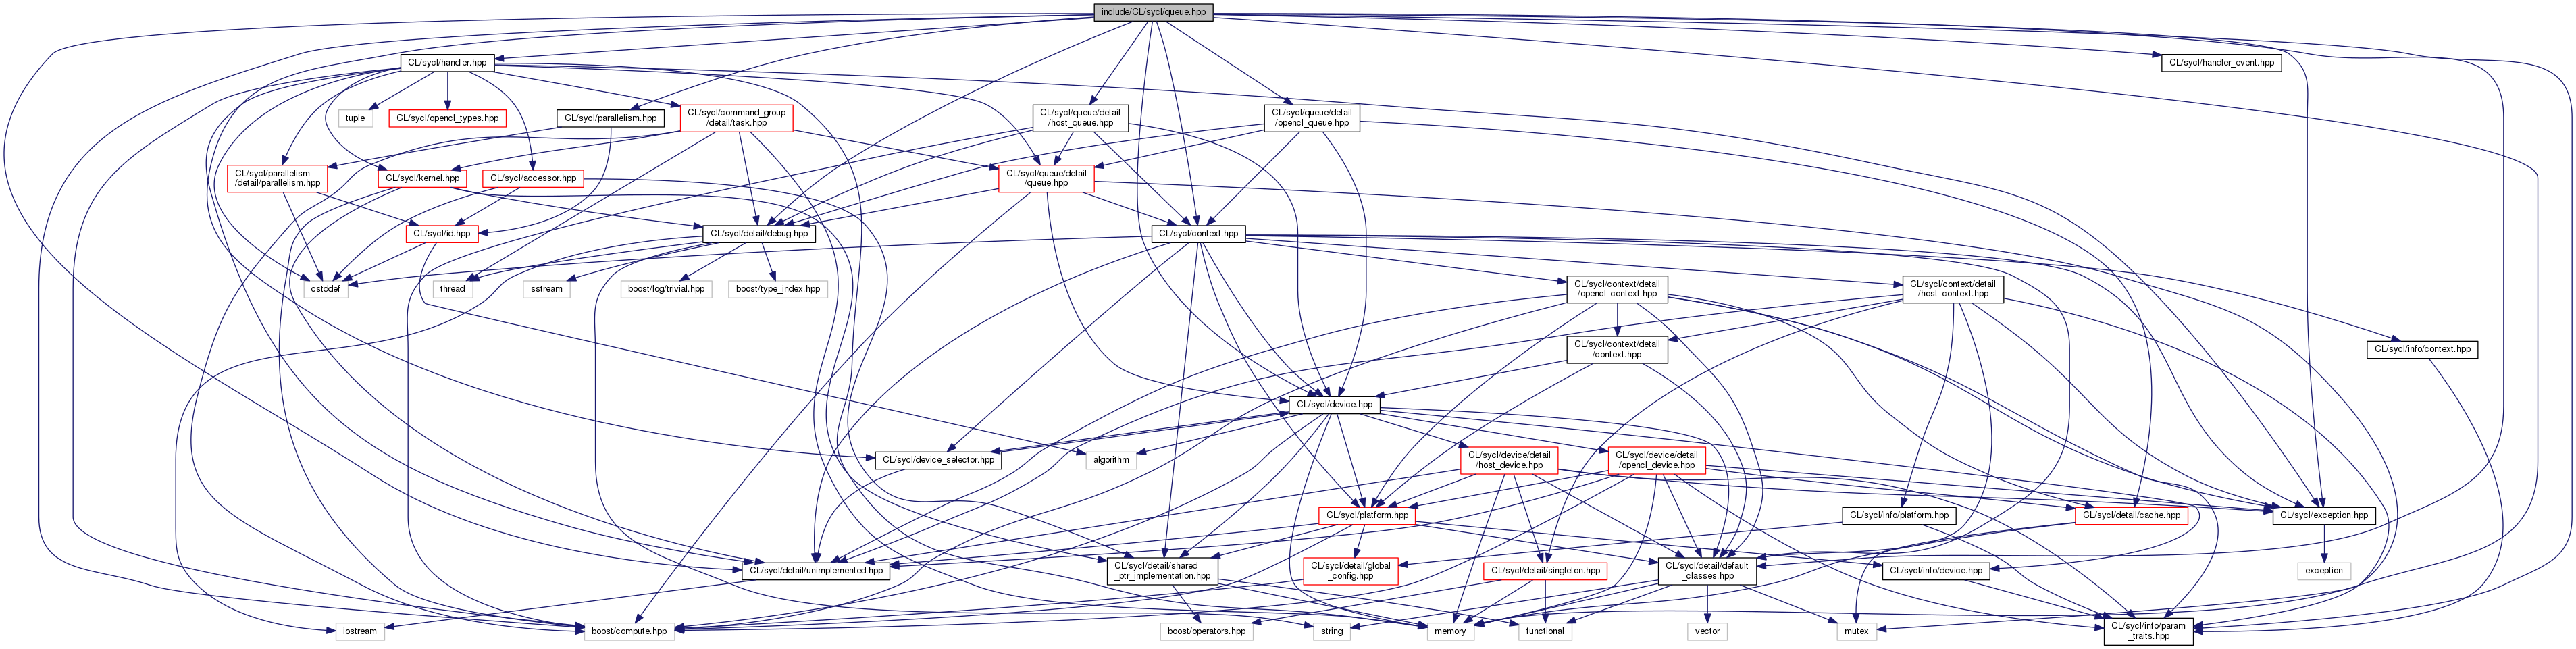 include/CL/sycl/queue.hpp
CL/sycl/handler.hpp
CL/sycl/handler_event.hpp
tuple
CL/sycl/opencl_types.hpp
CL/sycl/parallelism.hpp
CL/sycl/command_group
/detail/task.hpp
CL/sycl/queue/detail
/host_queue.hpp
CL/sycl/queue/detail
/opencl_queue.hpp
CL/sycl/parallelism
/detail/parallelism.hpp
CL/sycl/kernel.hpp
CL/sycl/accessor.hpp
CL/sycl/queue/detail
/queue.hpp
CL/sycl/id.hpp
CL/sycl/detail/debug.hpp
CL/sycl/context.hpp
cstddef
thread
sstream
boost/log/trivial.hpp
boost/type_index.hpp
CL/sycl/context/detail
/opencl_context.hpp
CL/sycl/context/detail
/host_context.hpp
CL/sycl/context/detail
/context.hpp
CL/sycl/info/context.hpp
CL/sycl/device.hpp
CL/sycl/device_selector.hpp
algorithm
CL/sycl/device/detail
/host_device.hpp
CL/sycl/device/detail
/opencl_device.hpp
CL/sycl/platform.hpp
CL/sycl/info/platform.hpp
CL/sycl/detail/cache.hpp
CL/sycl/exception.hpp
CL/sycl/detail/unimplemented.hpp
CL/sycl/detail/shared
_ptr_implementation.hpp
CL/sycl/detail/global
_config.hpp
CL/sycl/detail/singleton.hpp
CL/sycl/detail/default
_classes.hpp
CL/sycl/info/device.hpp
exception
iostream
boost/compute.hpp
string
memory
boost/operators.hpp
functional
vector
mutex
CL/sycl/info/param
_traits.hpp